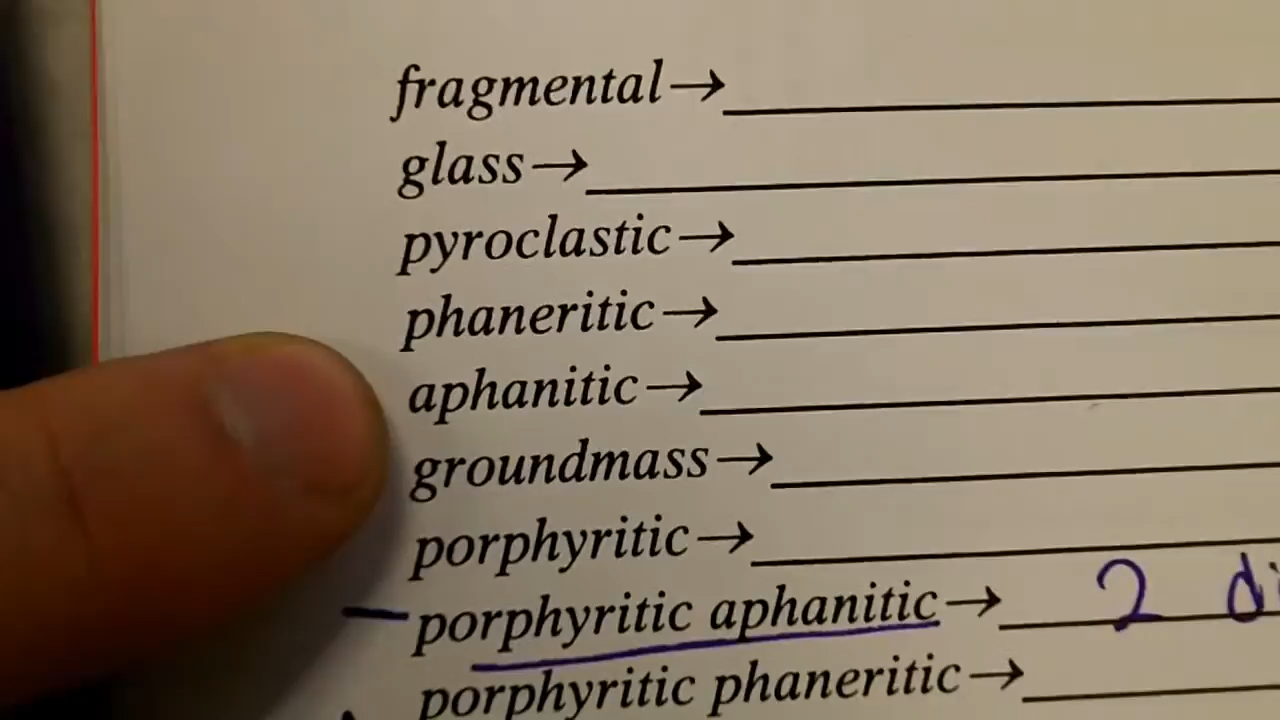 fragmental→
glass→
pyroclastic→
phaneritic→
aphanitic→
groundmass→
porphyritic→
porphyritic aphanitic→ 2
porphyritic phaneritic→